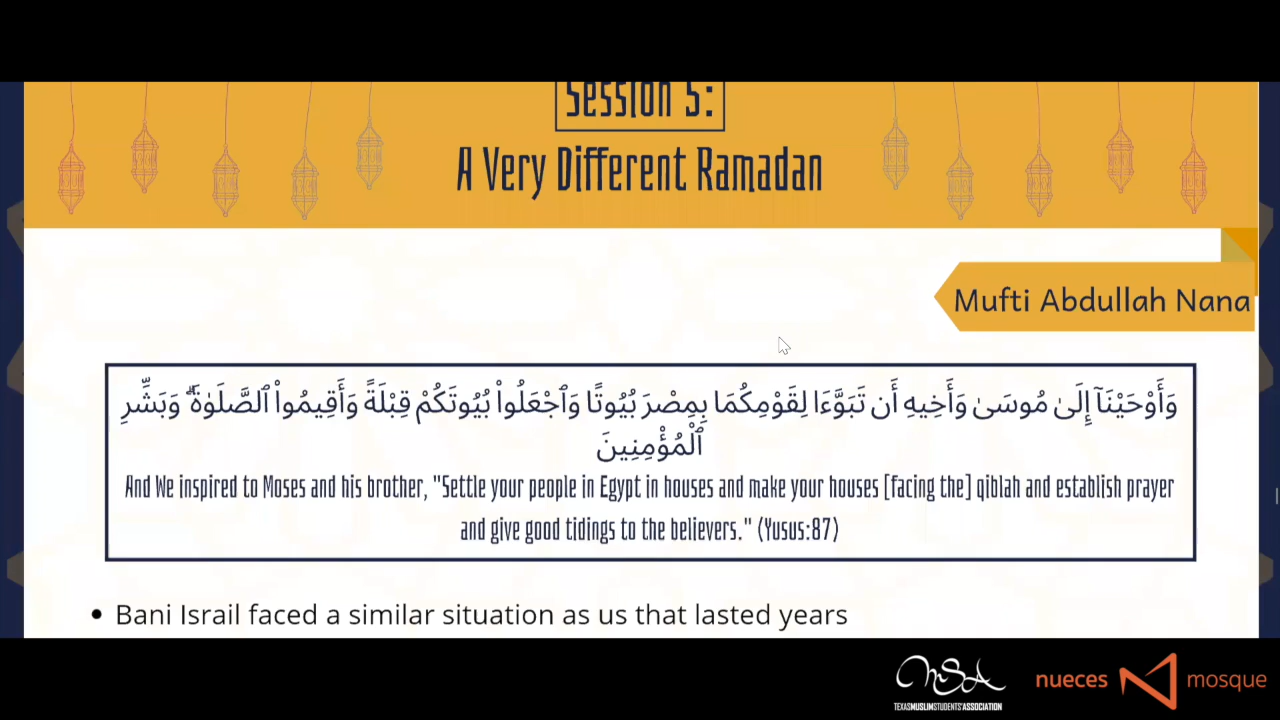 Session 5:
A Very Different Ramadan
Mufti Abdullah Nana
وَأَوْحَيْنَآ إِلَىٰ مُوسَىٰ وَأَخِيهِ أَن تَبَوَّءَا لِقَوْمِكُمَا بِمِصْرَ بُيُوتًا وَٱجْعَلُوا۟ بُيُوتَكُمْ قِبْلَةً وَأَقِيمُوا۟ ٱلصَّلَوٰةَ ۗ وَبَشِّرِ
ٱلْمُؤْمِنِينَ
And We inspired to Moses and his brother, "Settle your people in Egypt in houses and make your houses [facing the] qiblah and establish prayer
and give good tidings to the believers." (Yusus:87)
• Bani Israil faced a similar situation as us that lasted years
MSA
TEXASMUSLIMSTUDENTS'ASSOCIATION
nueces mosque